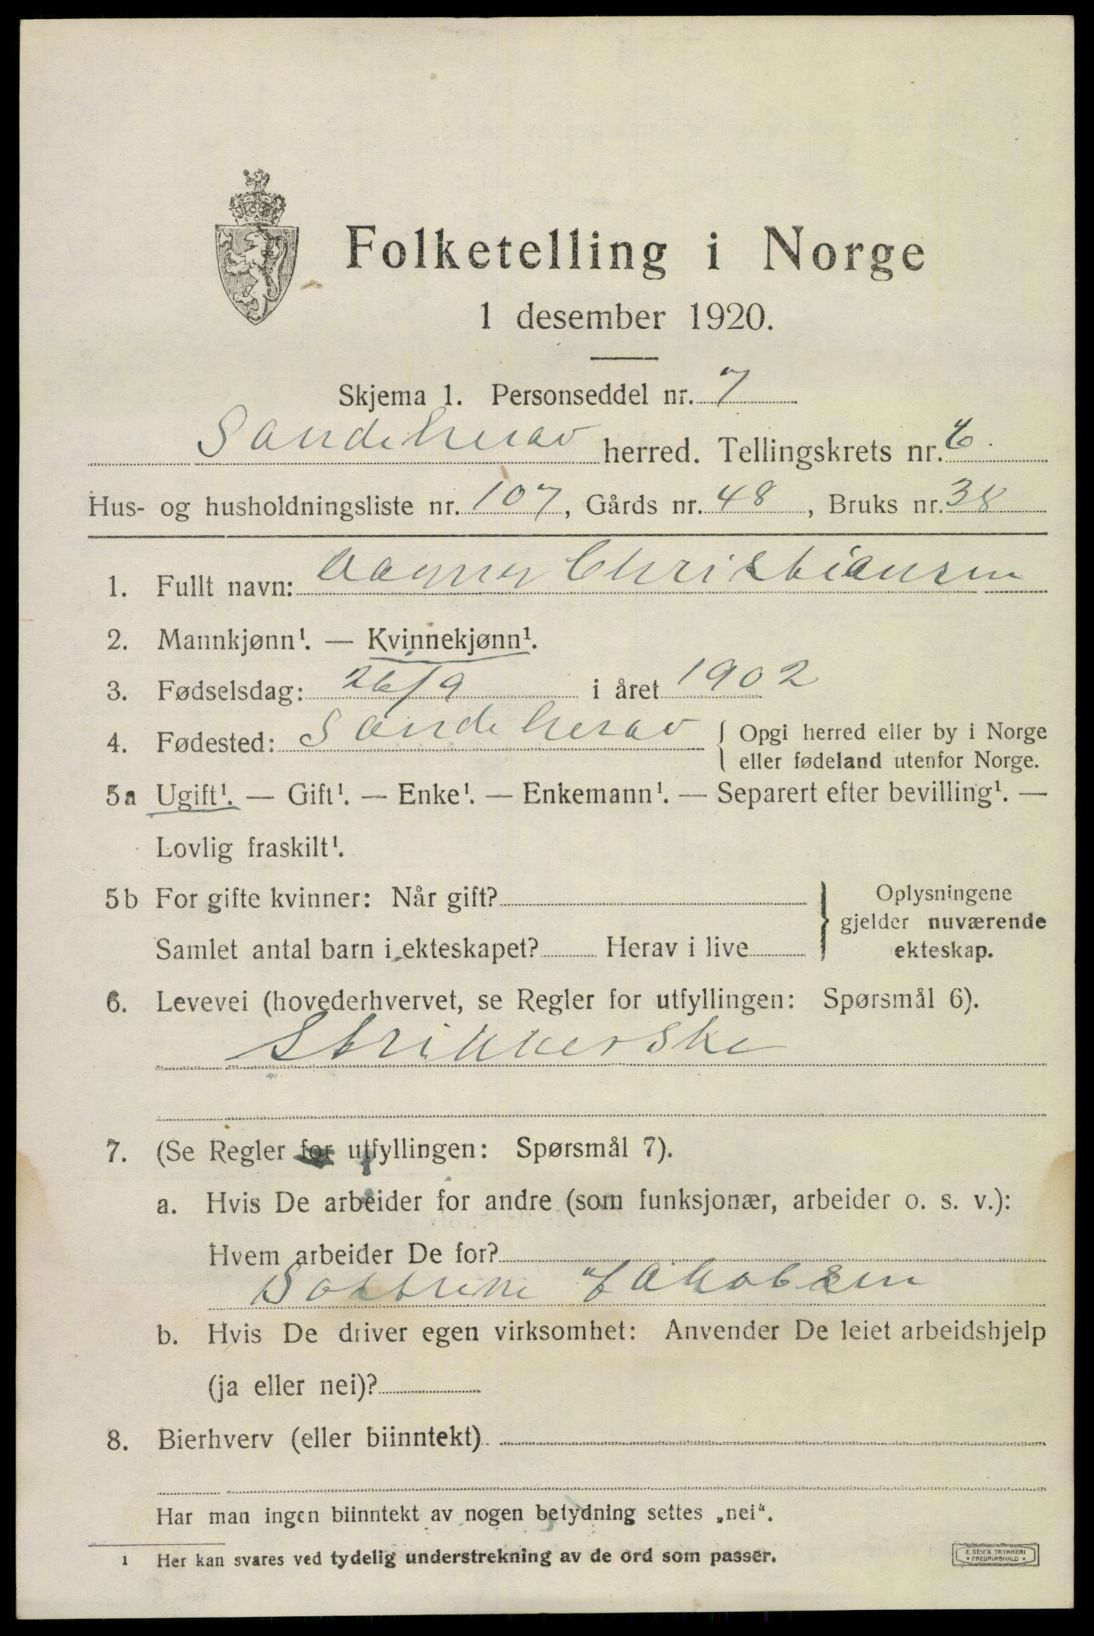 Folketelling i Norge
1 desember 1920.
Skjema 1. Personseddel nr. 7
Sandeherav herred. Tellingskrets nr. 6.
Hus- og husholdningsliste nr. 107, Gårds nr. 48, Bruks nr. 38
1. Fullt navn: Dagny Christiansen
2. Mannkjønn¹. — Kvinnekjønn¹.
3. Fødselsdag: 26/9 i året 1902
4. Fødested: Sandeherav { Opgi herred eller by i Norge
eller fødeland utenfor Norge.
5a Ugift¹. — Gift¹. — Enke¹. — Enkemann¹. — Separert efter bevilling¹. —
Lovlig fraskilt¹.
5b For gifte kvinner: Når gift?
Samlet antal barn i ekteskapet? Herav i live
} Oplysningene
gjelder nuværende
ekteskap.
6. Levevei (hovederhvervet, se Regler for utfyllingen: Spørsmål 6).
Strikkerske
7. (Se Regler for utfyllingen: Spørsmål 7).
a. Hvis De arbeider for andre (som funksjonær, arbeider o. s. v.):
Hvem arbeider De for?
Jakobsen
b. Hvis De driver egen virksomhet: Anvender De leiet arbeidshjelp
(ja eller nei)?
8. Bierhverv (eller biinntekt)
Har man ingen biinntekt av nogen betydning settes „nei“.
1 Her kan svares ved tydelig understrekning av de ord som passer.
E. SEM'S TRYKKERI
• FREDRIKSHALD •